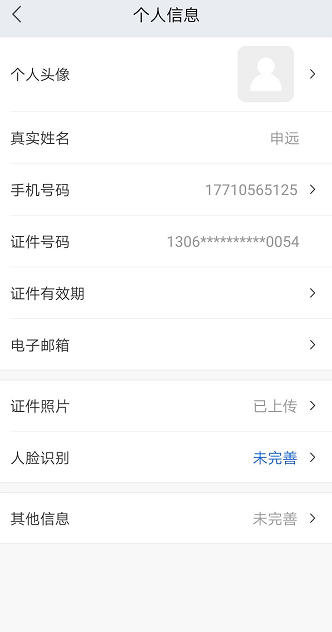 个人信息
个人头像
真实姓名 申远
手机号码 17710565125
证件号码 1306**********0054
证件有效期
电子邮箱
证件照片 已上传
人脸识别 未完善
其他信息 未完善